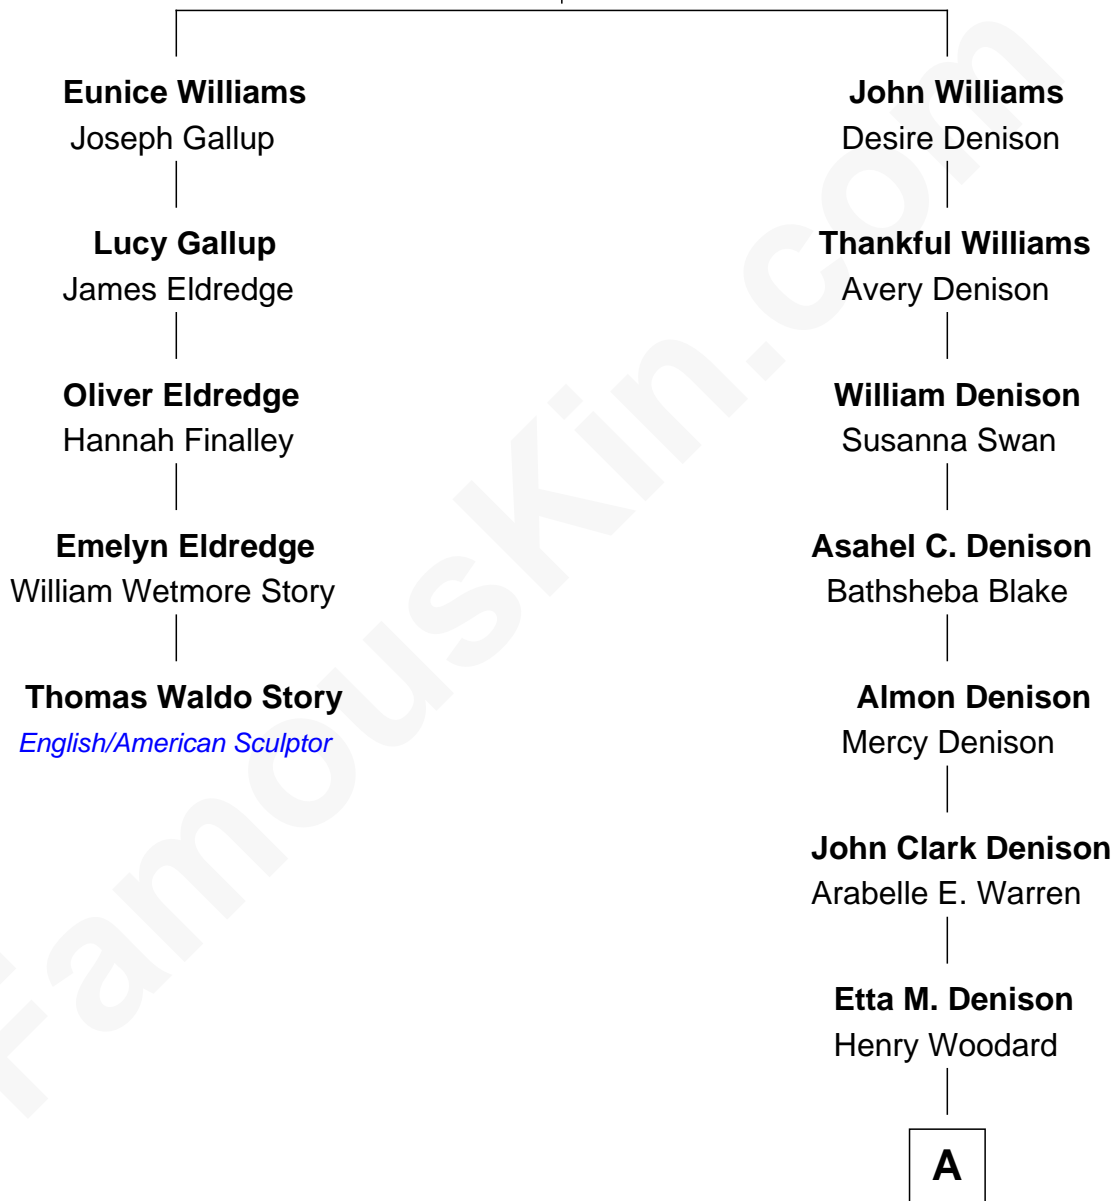 Eunice Williams
Joseph Gallup
Lucy Gallup
James Eldredge
Oliver Eldredge
Hannah Finalley
Emelyn Eldredge
William Wetmore Story
Thomas Waldo Story
English/American Sculptor
John Williams
Desire Denison
Thankful Williams
Avery Denison
William Denison
Susanna Swan
Asahel C. Denison
Bathsheba Blake
Almon Denison
Mercy Denison
John Clark Denison
Arabelle E. Warren
Etta M. Denison
Henry Woodard
A
FamousKin.com